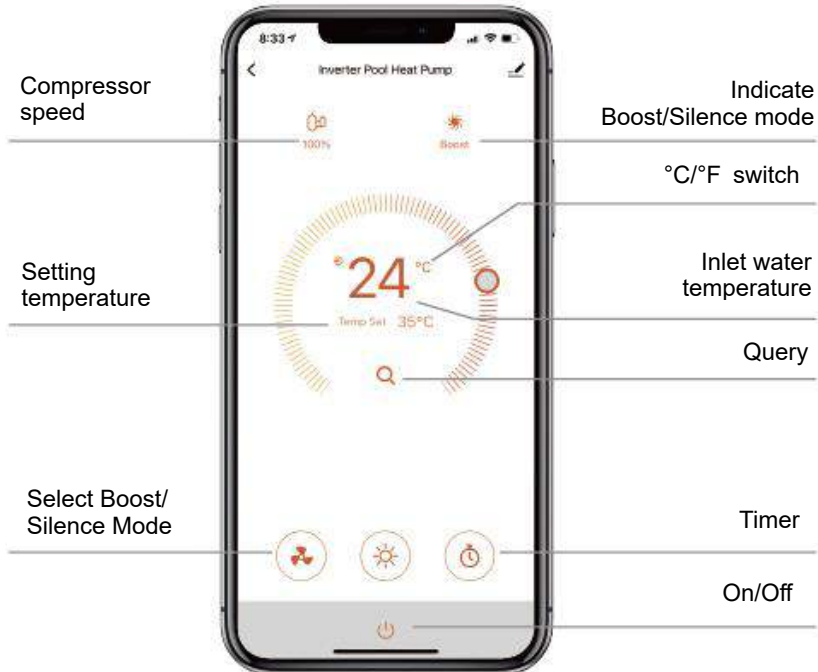 8:33
Inverter Pool Heat Pump
Compressor
speed
Indicate
Boost/Silence mode
100%
Boost
°C/°F switch
24 °C
Setting
temperature
Inlet water
temperature
Temp Set 35°C
Query
Select Boost/
Silence Mode
Timer
On/Off